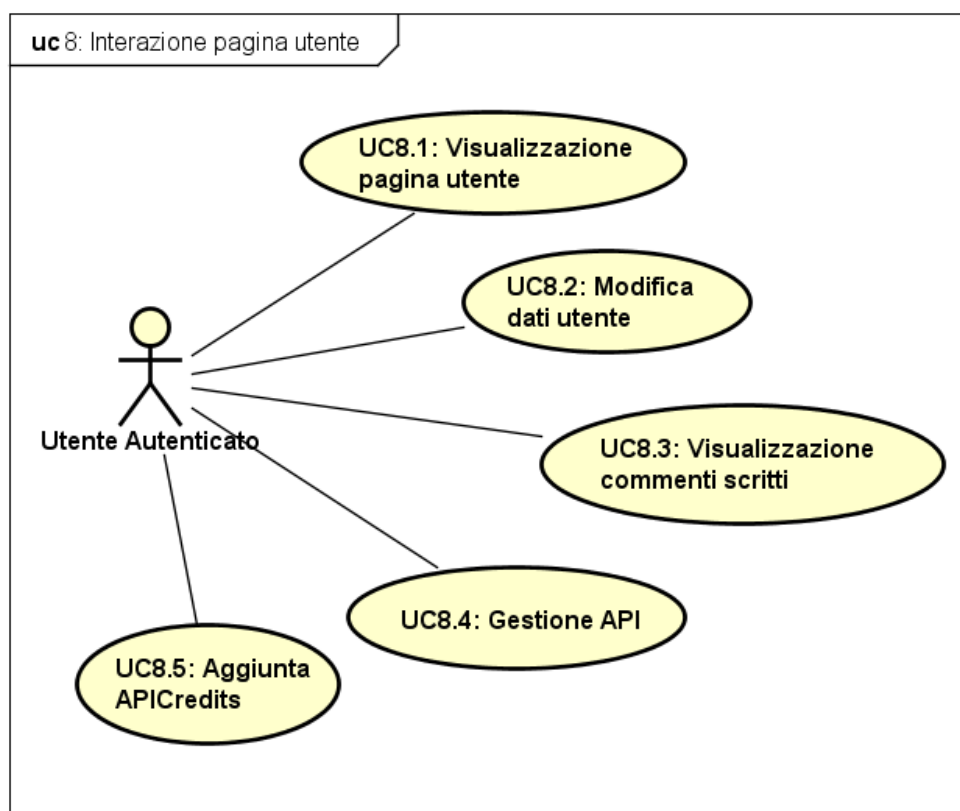 uc 8: Interazione pagina utente
UC8.1: Visualizzazione
pagina utente
UC8.2: Modifica
dati utente
Utente Autenticato
UC8.3: Visualizzazione
commenti scritti
UC8.4: Gestione API
UC8.5: Aggiunta
APICredits